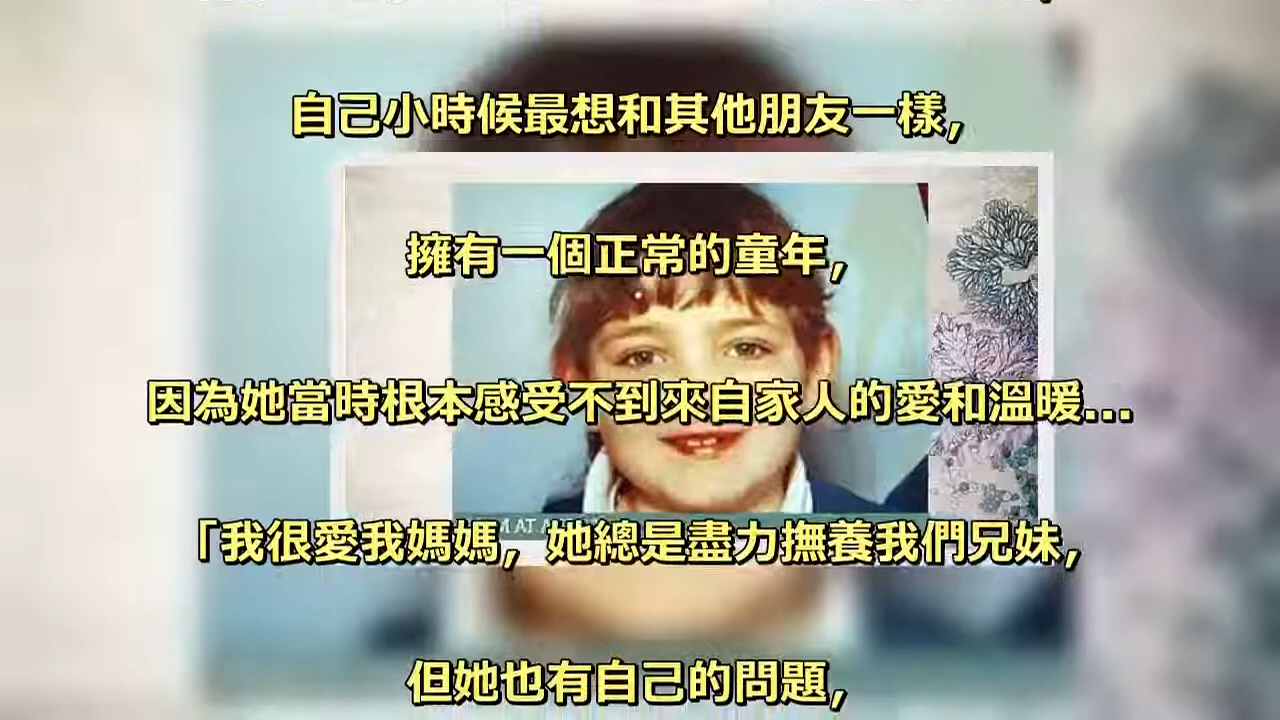 自己小時候最想和其他朋友一樣,
擁有一個正常的童年,
因為她當時根本感受不到來自家人的愛和溫暖...
M AT A
「我很愛我媽媽, 她總是盡力撫養我們兄妹,
但她也有自己的問題,